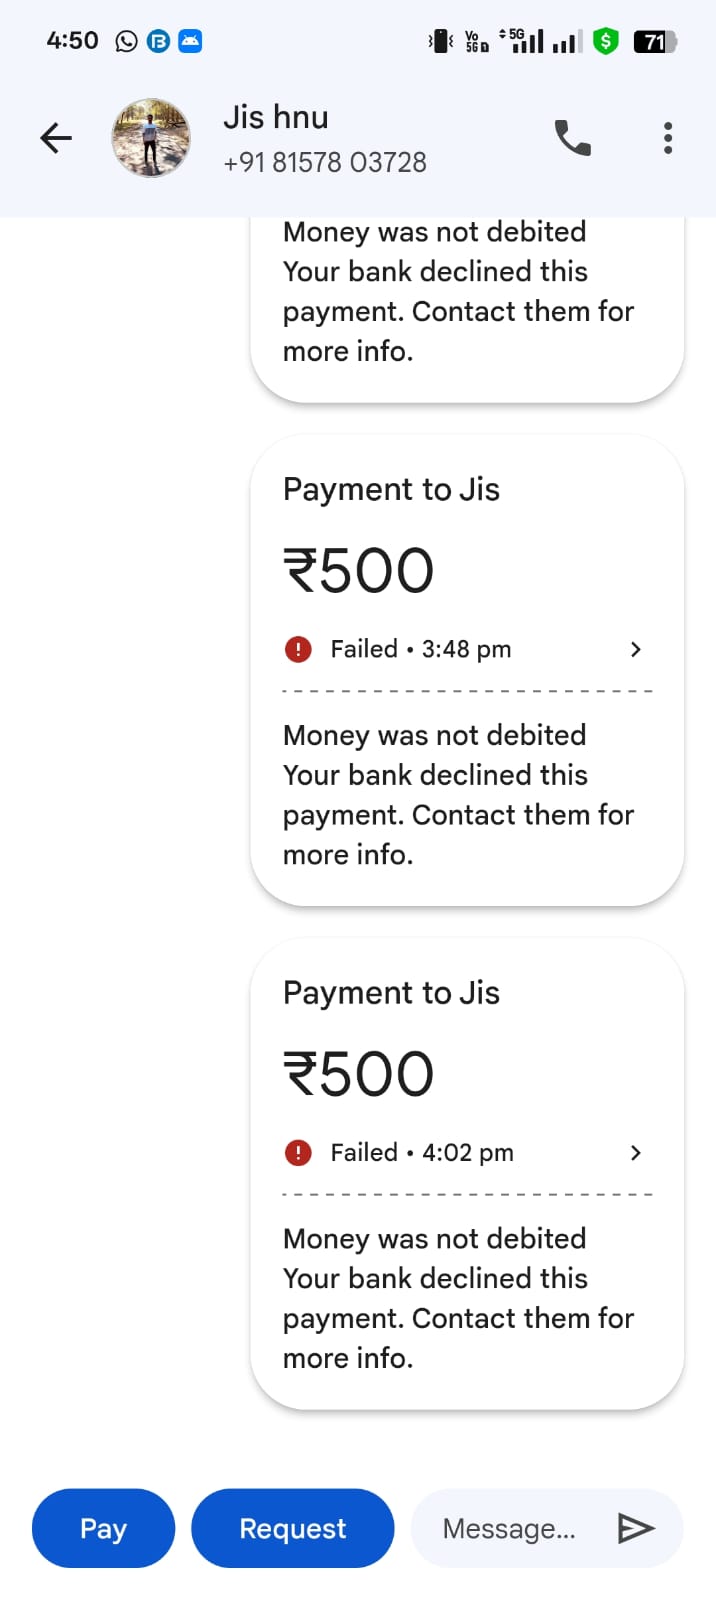 4:50
Vo 5G
5G
71
Jis hnu
+91 81578 03728
Money was not debited
Your bank declined this
payment. Contact them for
more info.
Payment to Jis
₹500
Failed • 3:48 pm
Money was not debited
Your bank declined this
payment. Contact them for
more info.
Payment to Jis
₹500
Failed • 4:02 pm
Money was not debited
Your bank declined this
payment. Contact them for
more info.
Pay
Request
Message...